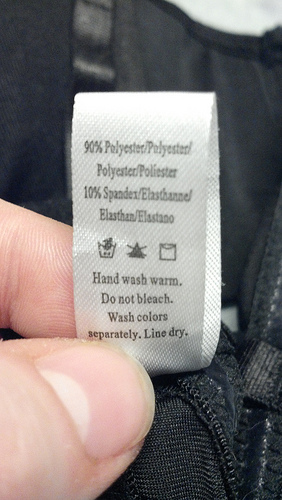 90% Polyester/Polyester/
Polyester/Poliester
10% Spandex/Elasthanne/
Elasthan/Elastano
Hand wash warm.
Do not bleach.
Wash colors
separately. Line dry.